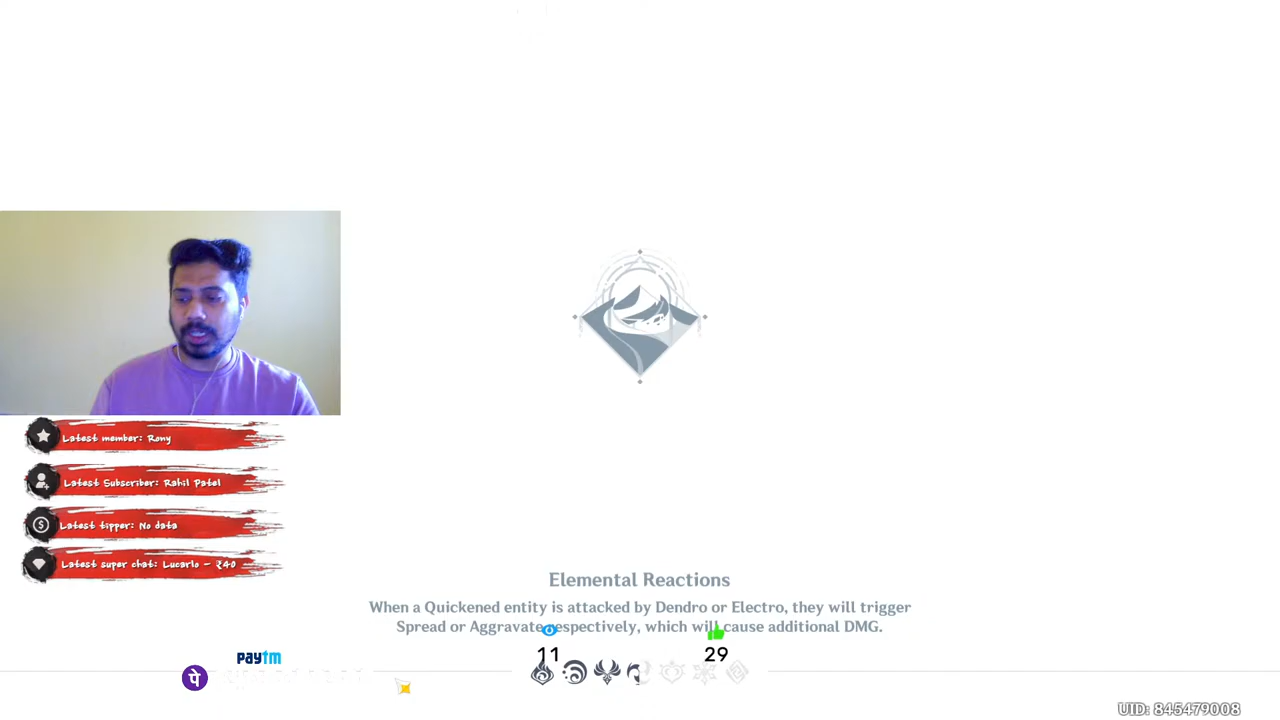 Latest member: Rony
Latest Subscriber: Rahil Patel
Latest tipper: No data
Latest super chat: Lucarlo - ₹40
Elemental Reactions
When a Quickened entity is attacked by Dendro or Electro, they will trigger
Spread or Aggravate respectively, which will cause additional DMG.
11
29
paytm
पे
UID: 845479008